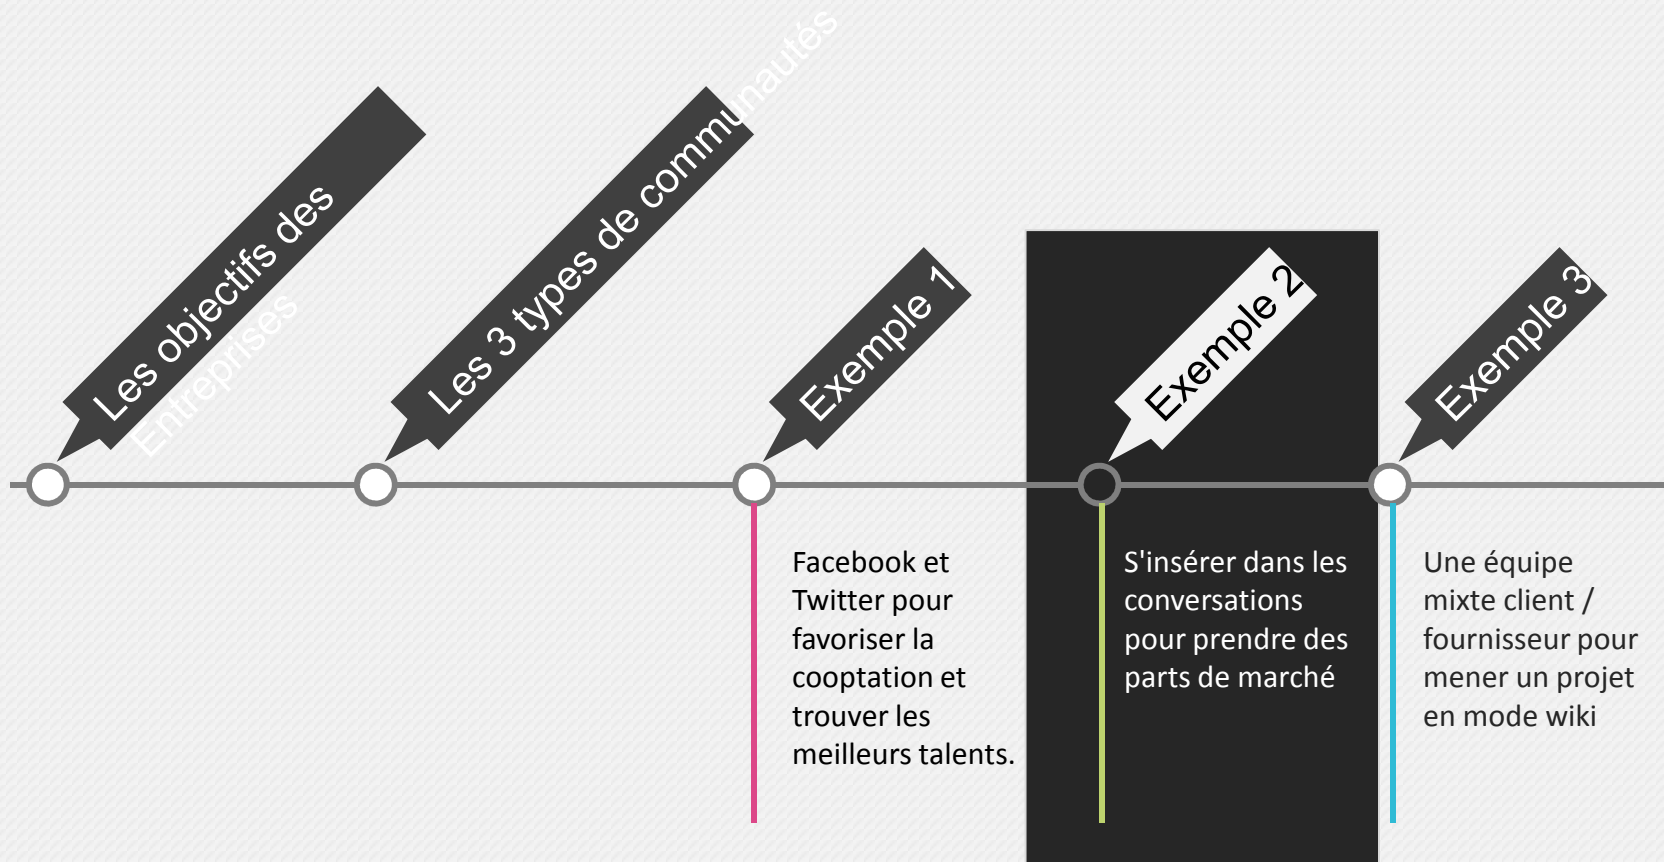 Les objectifs des
Entreprises
Les 3 types de communautés
Exemple 1
Exemple 2
Exemple 3
Facebook et
Twitter pour
favoriser la
cooptation et
trouver les
meilleurs talents.
S'insérer dans les
conversations
pour prendre des
parts de marché
Une équipe
mixte client /
fournisseur pour
mener un projet
en mode wiki